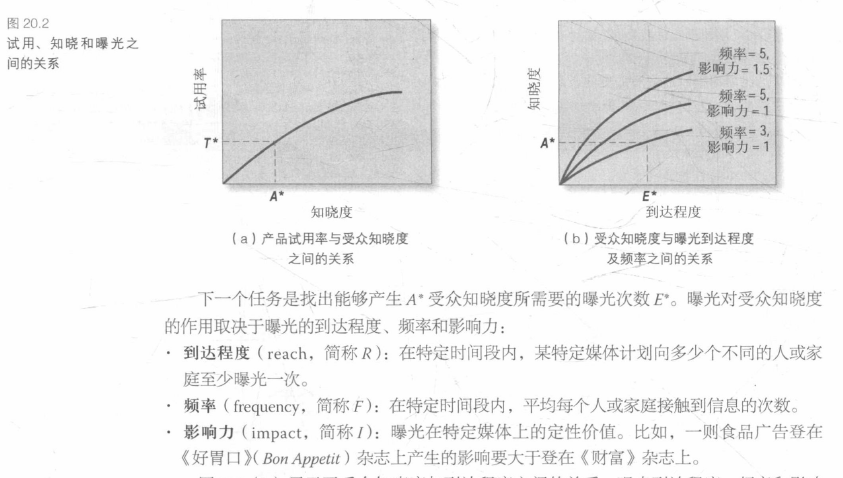 图 20.2
试用、知晓和曝光之
间的关系
试用率
T*
A*
知晓度
(a)产品试用率与受众知晓度
之间的关系
知晓度
频率=5,
影响力=1.5
频率=5,
影响力=1
频率=3,
影响力=1
A*
E*
到达程度
(b)受众知晓度与曝光到达程度
及频率之间的关系
下一个任务是找出能够产生 A* 受众知晓度所需要的曝光次数 E*。曝光对受众知晓度
的作用取决于曝光的到达程度、频率和影响力：
· 到达程度（reach，简称 R）：在特定时间段内，某特定媒体计划向多少个不同的人或家
庭至少曝光一次。
· 频率（frequency，简称 F）：在特定时间段内，平均每个人或家庭接触到信息的次数。
· 影响力（impact，简称 I）：曝光在特定媒体上的定性价值。比如，一则食品广告登在
《好胃口》（Bon Appetit）杂志上产生的影响要大于登在《财富》杂志上。